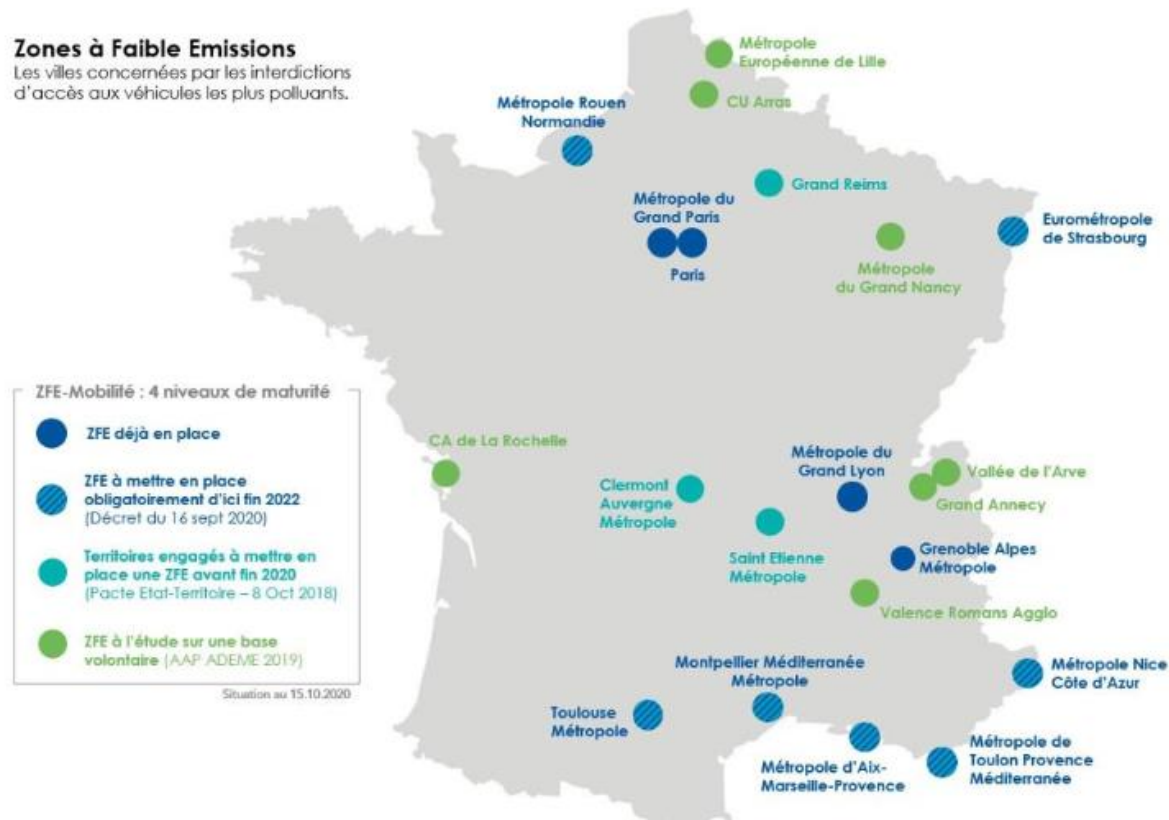 Zones à Faible Emissions
Les villes concernées par les interdictions
d'accès aux véhicules les plus polluants.
Métropole
Européenne de Lille
CU Arras
Métropole Rouen
Normandie
Grand Reims
Métropole du
Grand Paris
Paris
Eurométropole
de Strasbourg
Métropole
du Grand Nancy
ZFE-Mobilité : 4 niveaux de maturité
ZFE déjà en place
ZFE à mettre en place
obligatoirement d'ici fin 2022
(Décret du 16 sept 2020)
Territoires engagés à mettre en
place une ZFE avant fin 2020
(Pacte Etat-Territoire – 8 Oct 2018)
ZFE à l'étude sur une base
volontaire (AAP ADEME 2019)
Situation au 15.10.2020
CA de La Rochelle
Clermont
Auvergne
Métropole
Métropole du
Grand Lyon
Vallée de l'Arve
Grand Annecy
Saint Etienne
Métropole
Grenoble Alpes
Métropole
Valence Romans Agglo
Montpellier Méditerranée
Métropole
Métropole Nice
Côte d'Azur
Toulouse
Métropole
Métropole d'Aix-
Marseille-Provence
Métropole de
Toulon Provence
Méditerranée